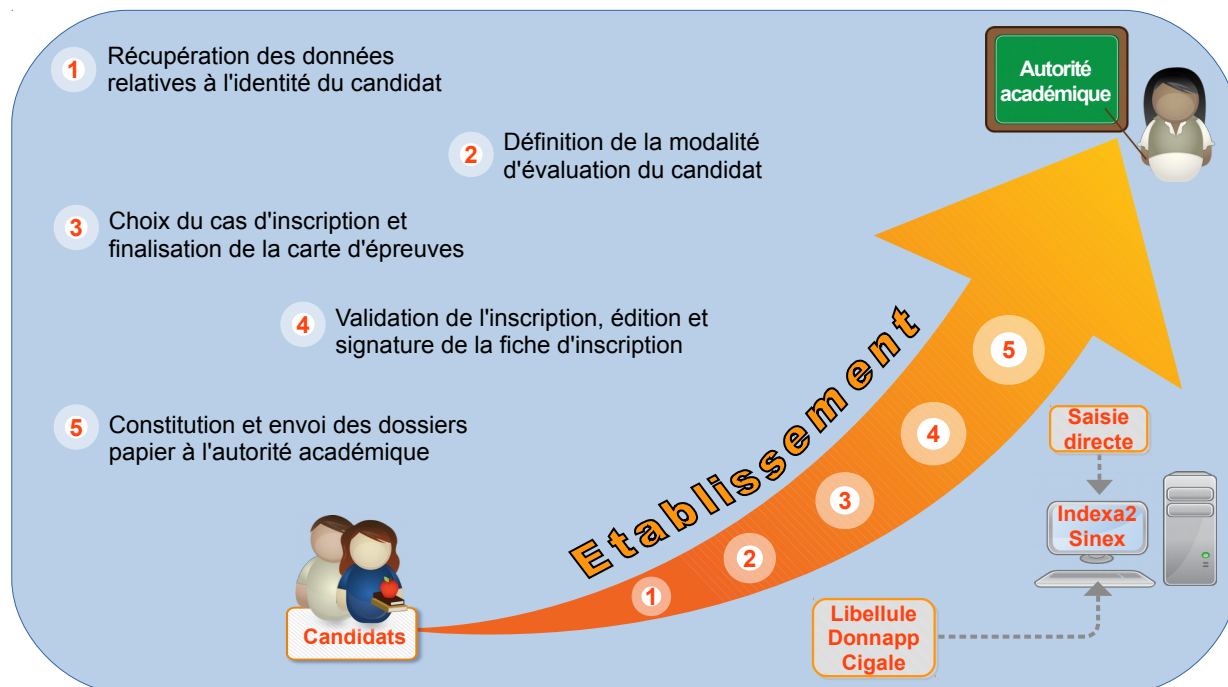 1
Récupération des données
relatives à l'identité du candidat
Autorité
académique
2
Définition de la modalité
d'évaluation du candidat
3
Choix du cas d'inscription et
finalisation de la carte d'épreuves
4
Validation de l'inscription, édition et
signature de la fiche d'inscription
5
Constitution et envoi des dossiers
papier à l'autorité académique
Etablissement
5
4
3
2
1
Candidats
Saisie
directe
Indexa2
Sinex
Libellule
Donnapp
Cigale